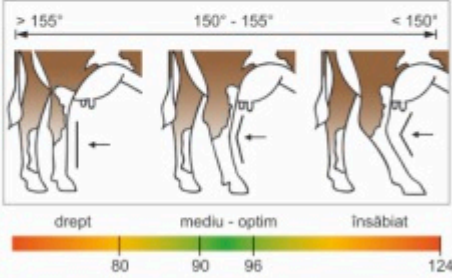 > 155° 150° - 155° < 150°
drept mediu - optim însăbiat
80 90 96 124